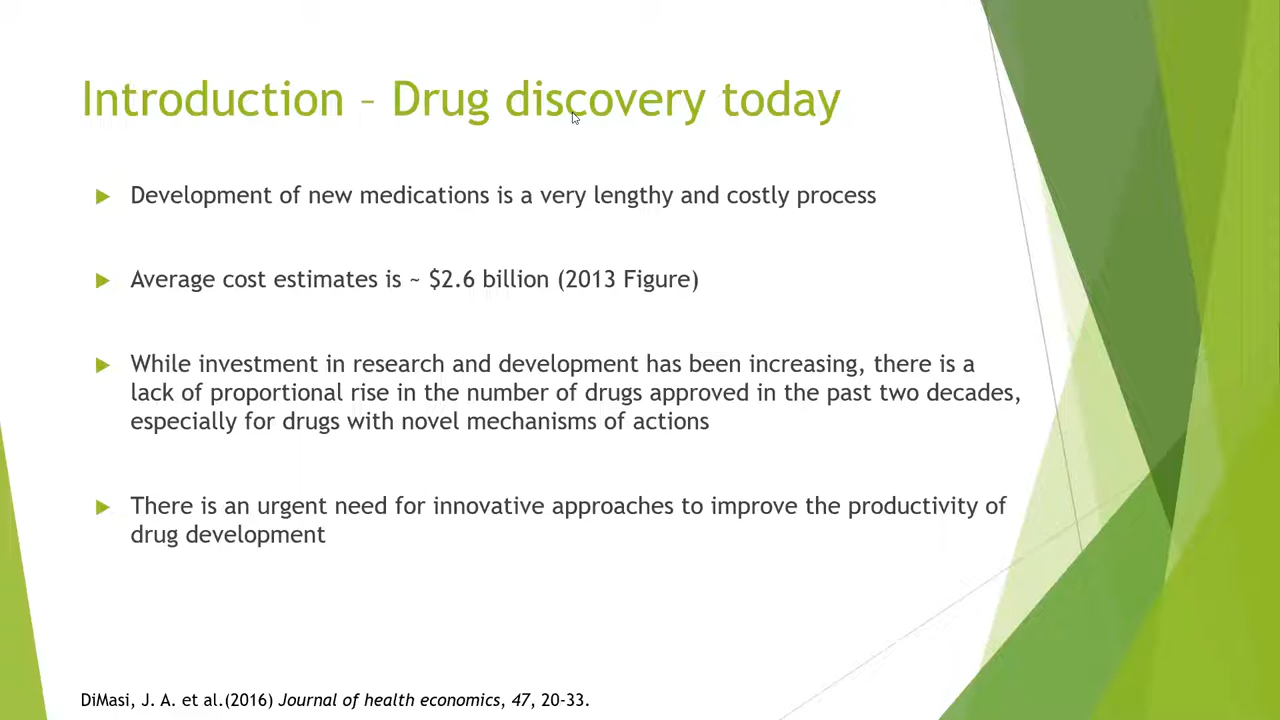 Introduction – Drug discovery today
Development of new medications is a very lengthy and costly process
Average cost estimates is ~ $2.6 billion (2013 Figure)
While investment in research and development has been increasing, there is a
lack of proportional rise in the number of drugs approved in the past two decades,
especially for drugs with novel mechanisms of actions
There is an urgent need for innovative approaches to improve the productivity of
drug development
DiMasi, J. A. et al.(2016) Journal of health economics, 47, 20-33.